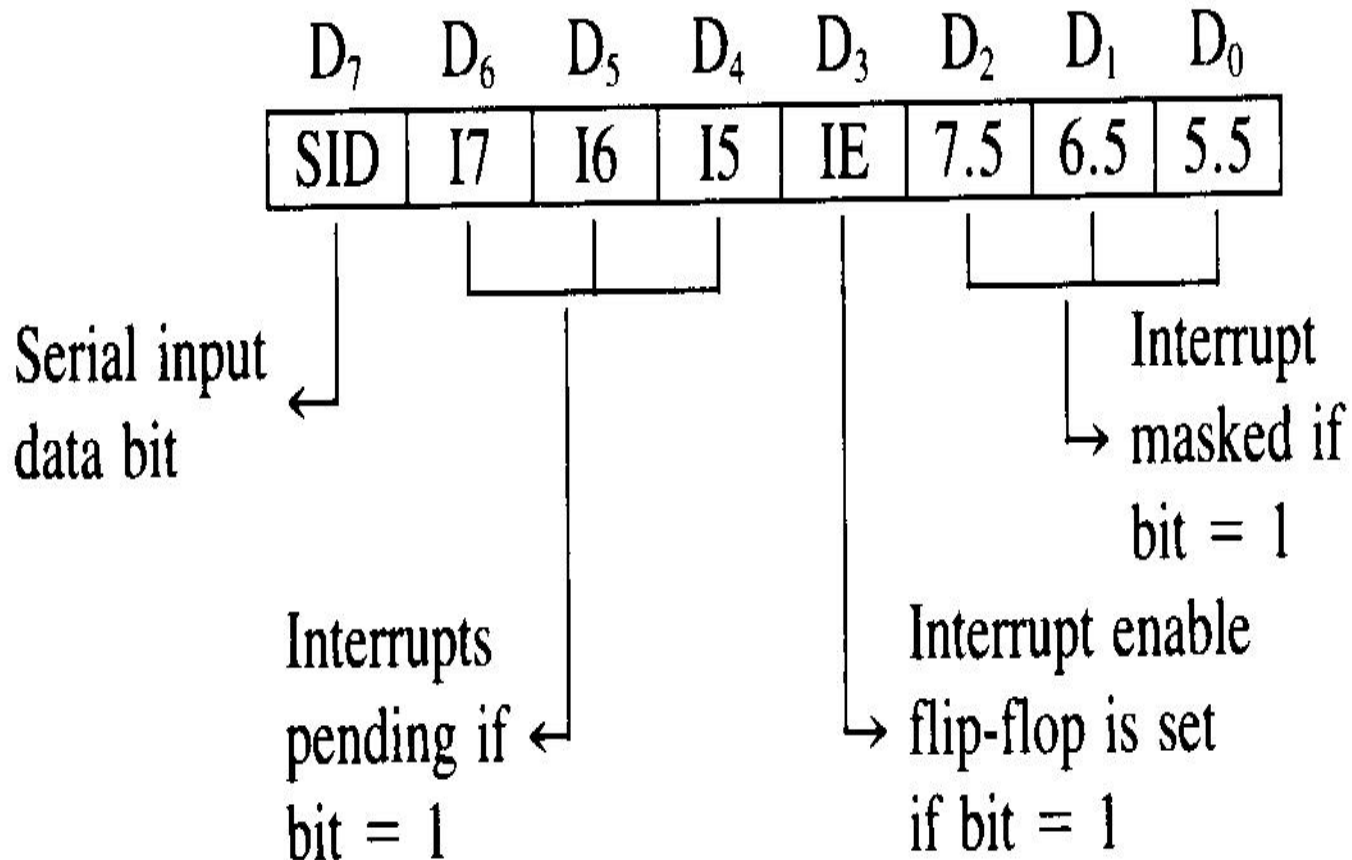 D₇ D₆ D₅ D₄ D₃ D₂ D₁ D₀
SID I7 I6 I5 IE 7.5 6.5 5.5
Serial input
data bit
Interrupt
masked if
bit = 1
Interrupts
pending if
bit = 1
Interrupt enable
flip-flop is set
if bit = 1